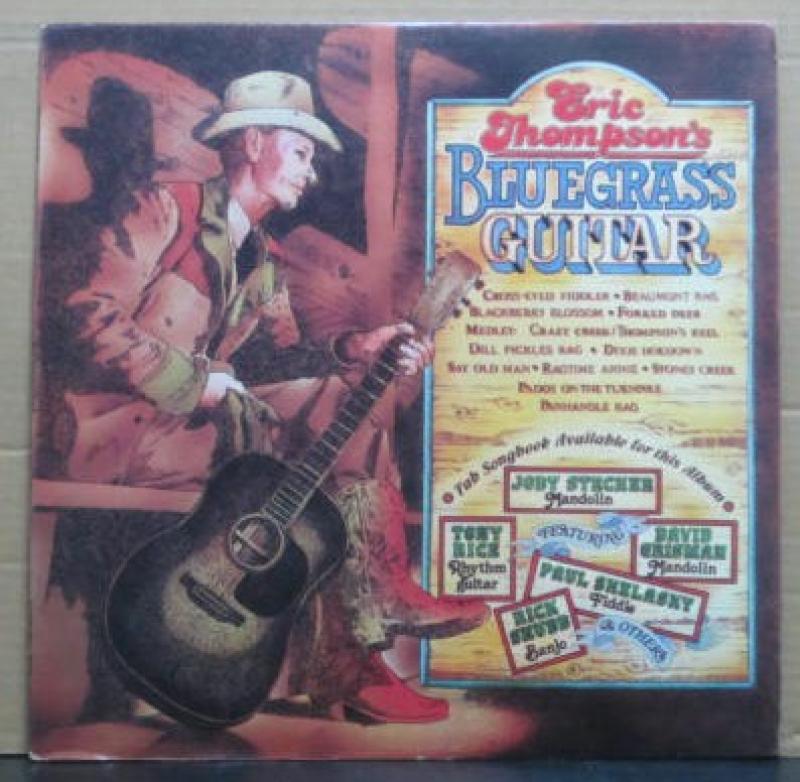 Eric
Thompson's
BLUEGRASS
GUITAR
CROSS-EYED FIDDLER • BEAUMONT RAG
BLACKBERRY BLOSSOM • FORKED DEER
MEDLEY: CRAZY CREEK/THOMPSON'S REEL
DILL PICKLES RAG • DIXIE HOEDOWN
SAY OLD MAN • RAGTIME ANNIE • STONEY CREEK
PADDY ON THE TURNPIKE
PANHANDLE RAG
Tab Songbook Available for this Album
JODY STECHER
Mandolin
TONY
RICE
Rhythm
Guitar
FEATURING
DAVID
GRISMAN
Mandolin
PAUL SHELASKY
Fiddle
RICK
SHUBB
Banjo
& OTHERS